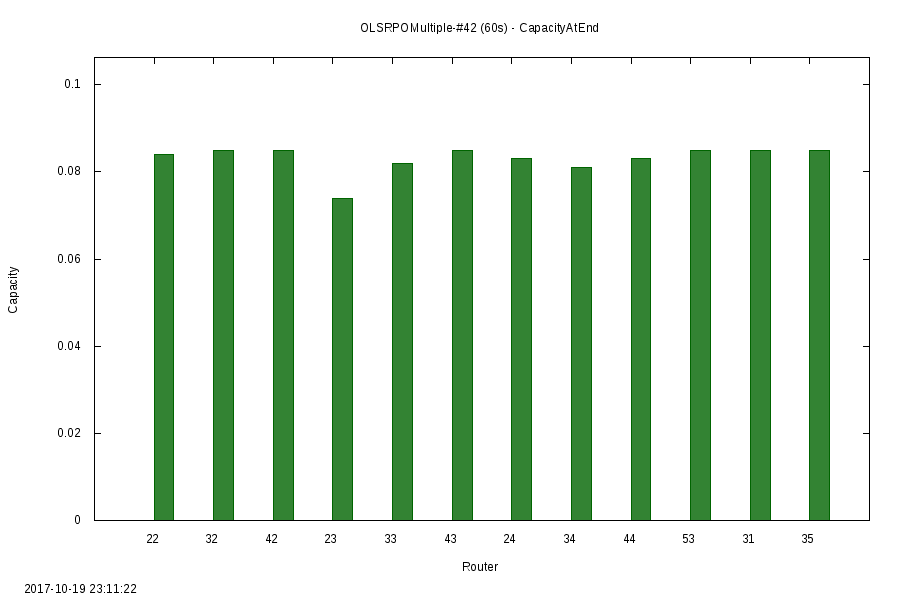 OLSRPOMultiple-#42 (60s) - CapacityAtEnd
0.1
0.08
0.06
0.04
0.02
0
Capacity
22 32 42 23 33 43 24 34 44 53 31 35
Router
2017-10-19 23:11:22